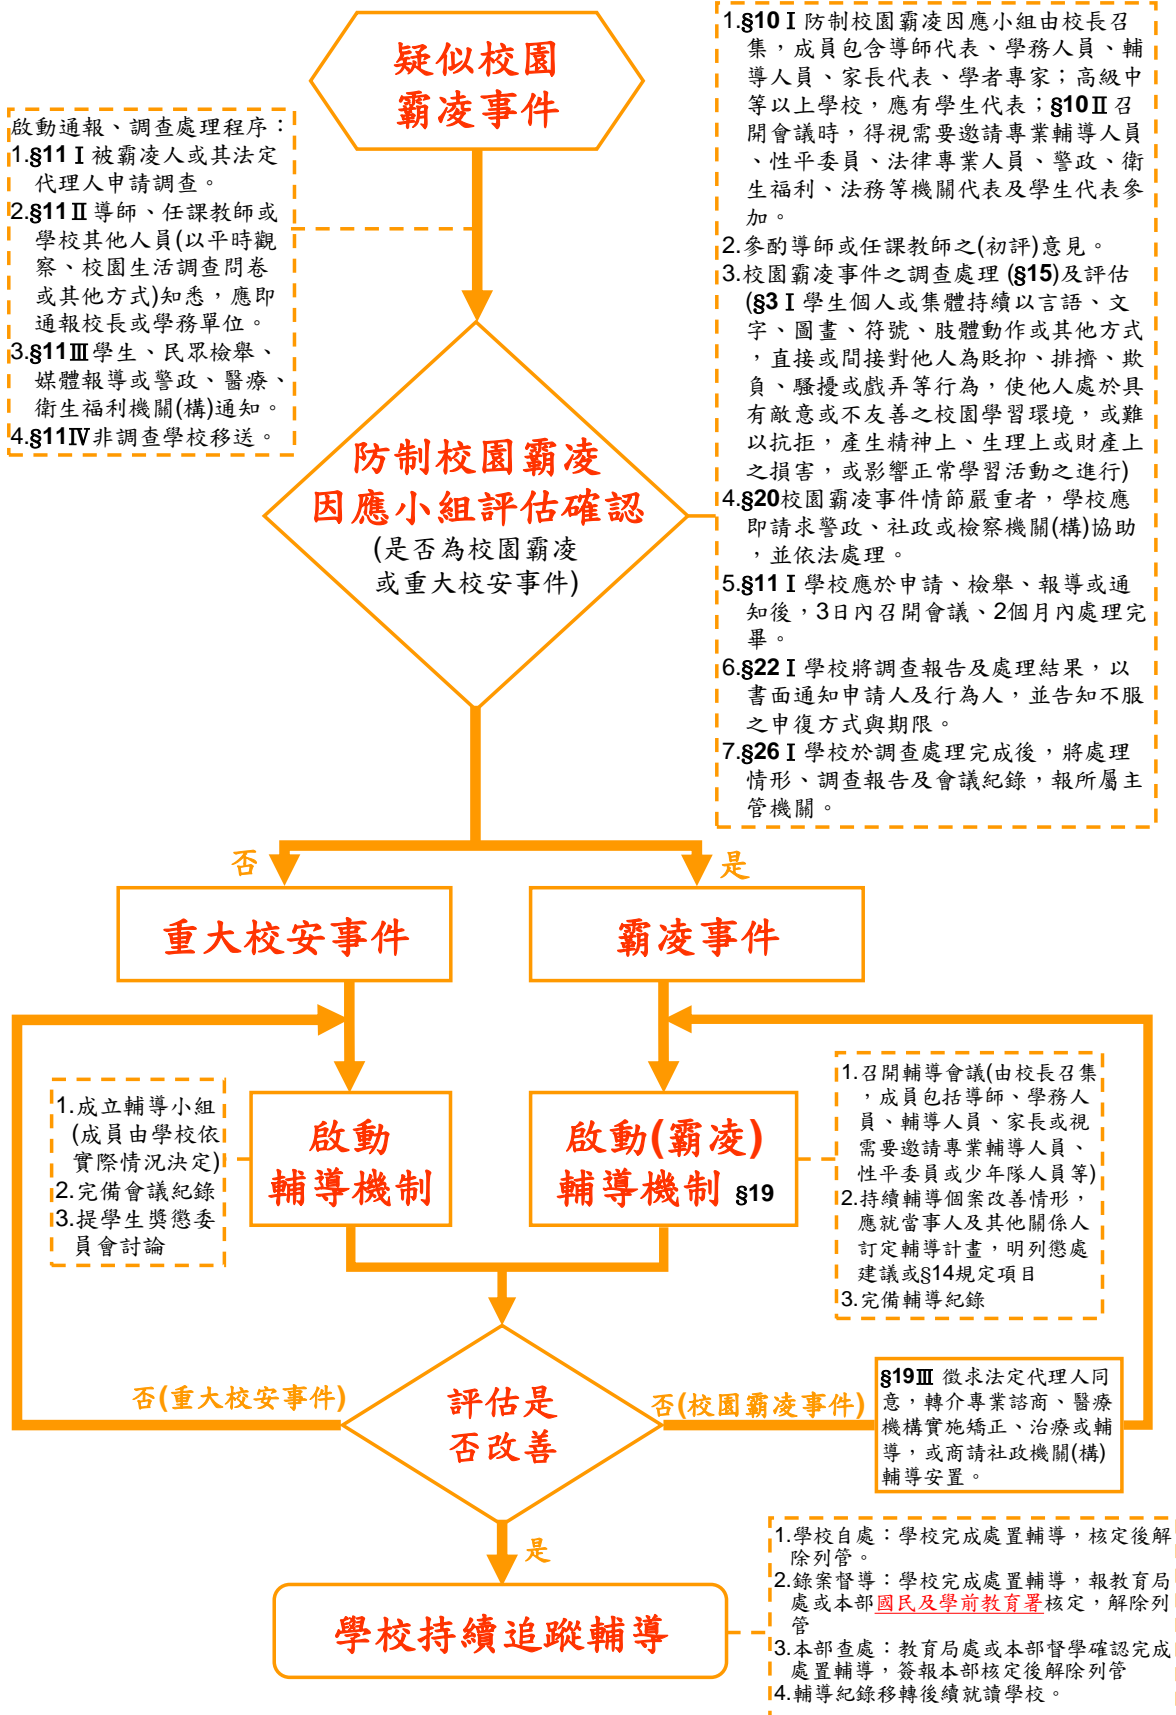 疑似校園
霸凌事件
啟動通報、調查處理程序：
1.§11Ⅰ被霸凌人或其法定
代理人申請調查。
2.§11Ⅱ導師、任課教師或
學校其他人員(以平時觀
察、校園生活調查問卷
或其他方式)知悉，應即
通報校長或學務單位。
3.§11Ⅲ學生、民眾檢舉、
媒體報導或警政、醫療、
衛生福利機關(構)通知。
4.§11Ⅳ非調查學校移送。
1.§10Ⅰ防制校園霸凌因應小組由校長召
集，成員包含導師代表、學務人員、輔
導人員、家長代表、學者專家；高級中
等以上學校，應有學生代表；§10Ⅱ召
開會議時，得視需要邀請專業輔導人員
、性平委員、法律專業人員、警政、衛
生福利、法務等機關代表及學生代表參
加。
2.參酌導師或任課教師之(初評)意見。
3.校園霸凌事件之調查處理 (§15)及評估
(§3Ⅰ學生個人或集體持續以言語、文
字、圖畫、符號、肢體動作或其他方式
，直接或間接對他人為貶抑、排擠、欺
負、騷擾或戲弄等行為，使他人處於具
有敵意或不友善之校園學習環境，或難
以抗拒，產生精神上、生理上或財產上
之損害，或影響正常學習活動之進行)
4.§20校園霸凌事件情節嚴重者，學校應
即請求警政、社政或檢察機關(構)協助
，並依法處理。
5.§11Ⅰ學校應於申請、檢舉、報導或通
知後，3日內召開會議、2個月內處理完
畢。
6.§22Ⅰ學校將調查報告及處理結果，以
書面通知申請人及行為人，並告知不服
之申復方式與期限。
7.§26Ⅰ學校於調查處理完成後，將處理
情形、調查報告及會議紀錄，報所屬主
管機關。
防制校園霸凌
因應小組評估確認
(是否為校園霸凌
或重大校安事件)
否
是
重大校安事件
霸凌事件
1.成立輔導小組
(成員由學校依
實際情況決定)
2.完備會議紀錄
3.提學生獎懲委
員會討論
啟動
輔導機制
啟動(霸凌)
輔導機制 §19
1.召開輔導會議(由校長召集
，成員包括導師、學務人
員、輔導人員、家長或視
需要邀請專業輔導人員、
性平委員或少年隊人員等)
2.持續輔導個案改善情形，
應就當事人及其他關係人
訂定輔導計畫，明列懲處
建議或§14規定項目
3.完備輔導紀錄
否(重大校安事件)
評估是
否改善
否(校園霸凌事件)
§19Ⅲ 徵求法定代理人同
意，轉介專業諮商、醫療
機構實施矯正、治療或輔
導，或商請社政機關(構)
輔導安置。
是
學校持續追蹤輔導
1.學校自處：學校完成處置輔導，核定後解
除列管。
2.錄案督導：學校完成處置輔導，報教育局
處或本部國民及學前教育署核定，解除列
管
3.本部查處：教育局處或本部督學確認完成
處置輔導，簽報本部核定後解除列管
4.輔導紀錄移轉後續就讀學校。